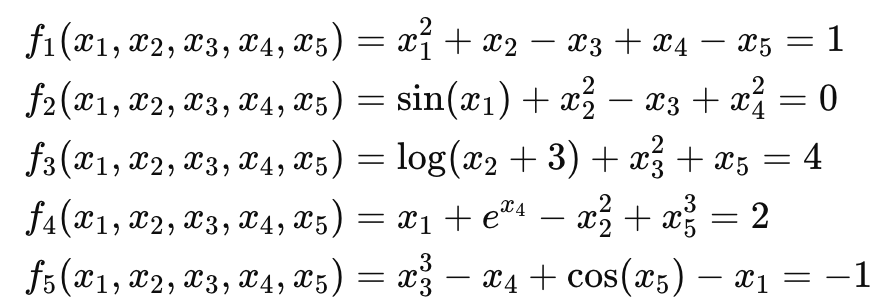 f₁(x₁, x₂, x₃, x₄, x₅) = x₁² + x₂ − x₃ + x₄ − x₅ = 1
f₂(x₁, x₂, x₃, x₄, x₅) = sin(x₁) + x₂² − x₃ + x₄² = 0
f₃(x₁, x₂, x₃, x₄, x₅) = log(x₂ + 3) + x₃² + x₅ = 4
f₄(x₁, x₂, x₃, x₄, x₅) = x₁ + e^{x₄} − x₂² + x₅³ = 2
f₅(x₁, x₂, x₃, x₄, x₅) = x₃³ − x₄ + cos(x₅) − x₁ = −1